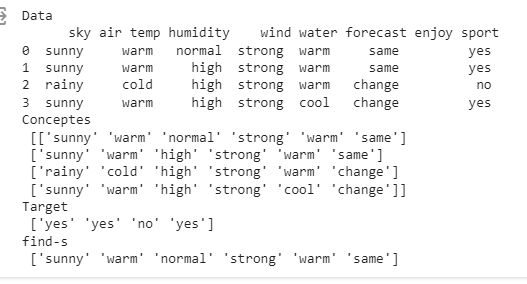 Data
sky air temp humidity wind water forecast enjoy sport
0 sunny warm normal strong warm same yes
1 sunny warm high strong warm same yes
2 rainy cold high strong warm change no
3 sunny warm high strong cool change yes
Conceptes
[['sunny' 'warm' 'normal' 'strong' 'warm' 'same']
['sunny' 'warm' 'high' 'strong' 'warm' 'same']
['rainy' 'cold' 'high' 'strong' 'warm' 'change']
['sunny' 'warm' 'high' 'strong' 'cool' 'change']]
Target
['yes' 'yes' 'no' 'yes']
find-s
['sunny' 'warm' 'normal' 'strong' 'warm' 'same']